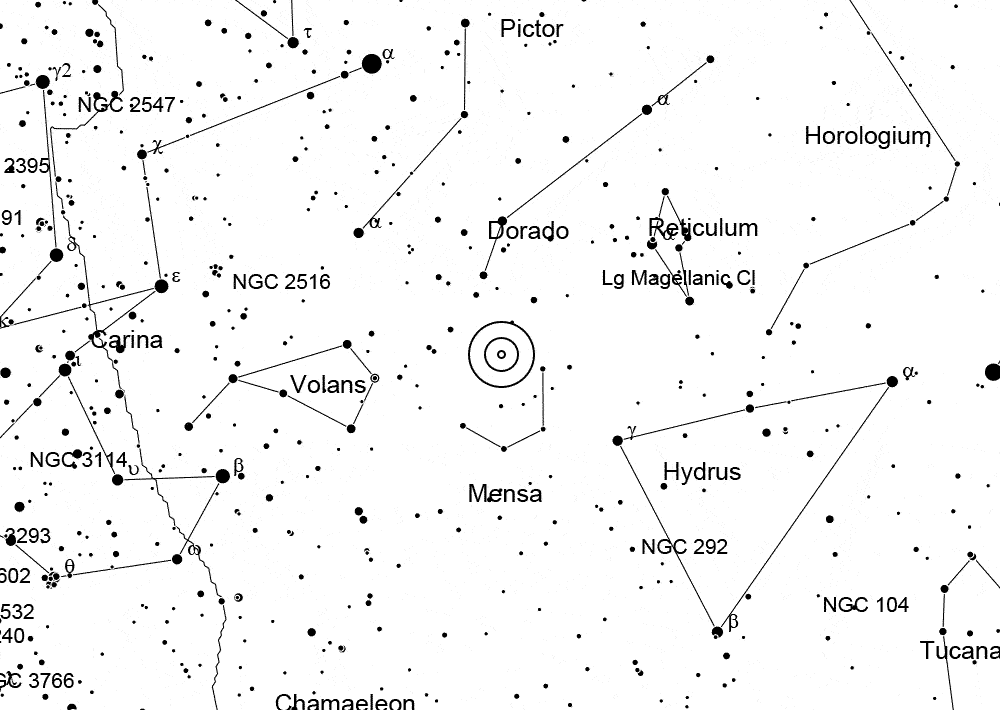 τ
Pictor
α
γ2
NGC 2547
α
Horologium
χ
2395
91
α
Dorado
Reticulum
α
δ
ε
NGC 2516
Lg Magellanic Cl
Carina
ι
Volans
α
γ
NGC 3114
υ
β
Hydrus
Mensa
3293
ω
NGC 292
602
θ
532
NGC 104
β
240
Tucana
GC 3766
Chamaeleon